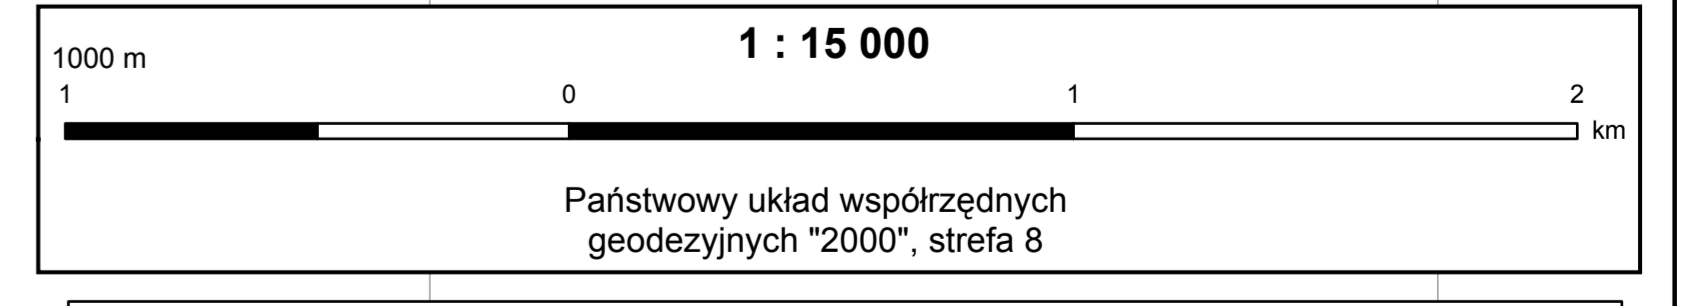 1 : 15 000
1000 m
1 0 1 2
km
Państwowy układ współrzędnych
geodezyjnych "2000", strefa 8